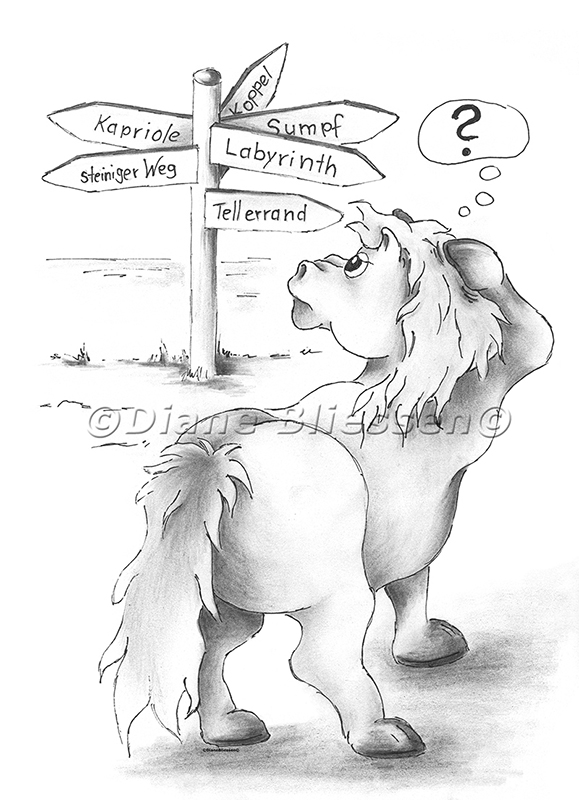 Koppel
Kapriole
Sumpf
Labyrinth
steiniger Weg
Tellerrand
?
©Diane Bliessen©